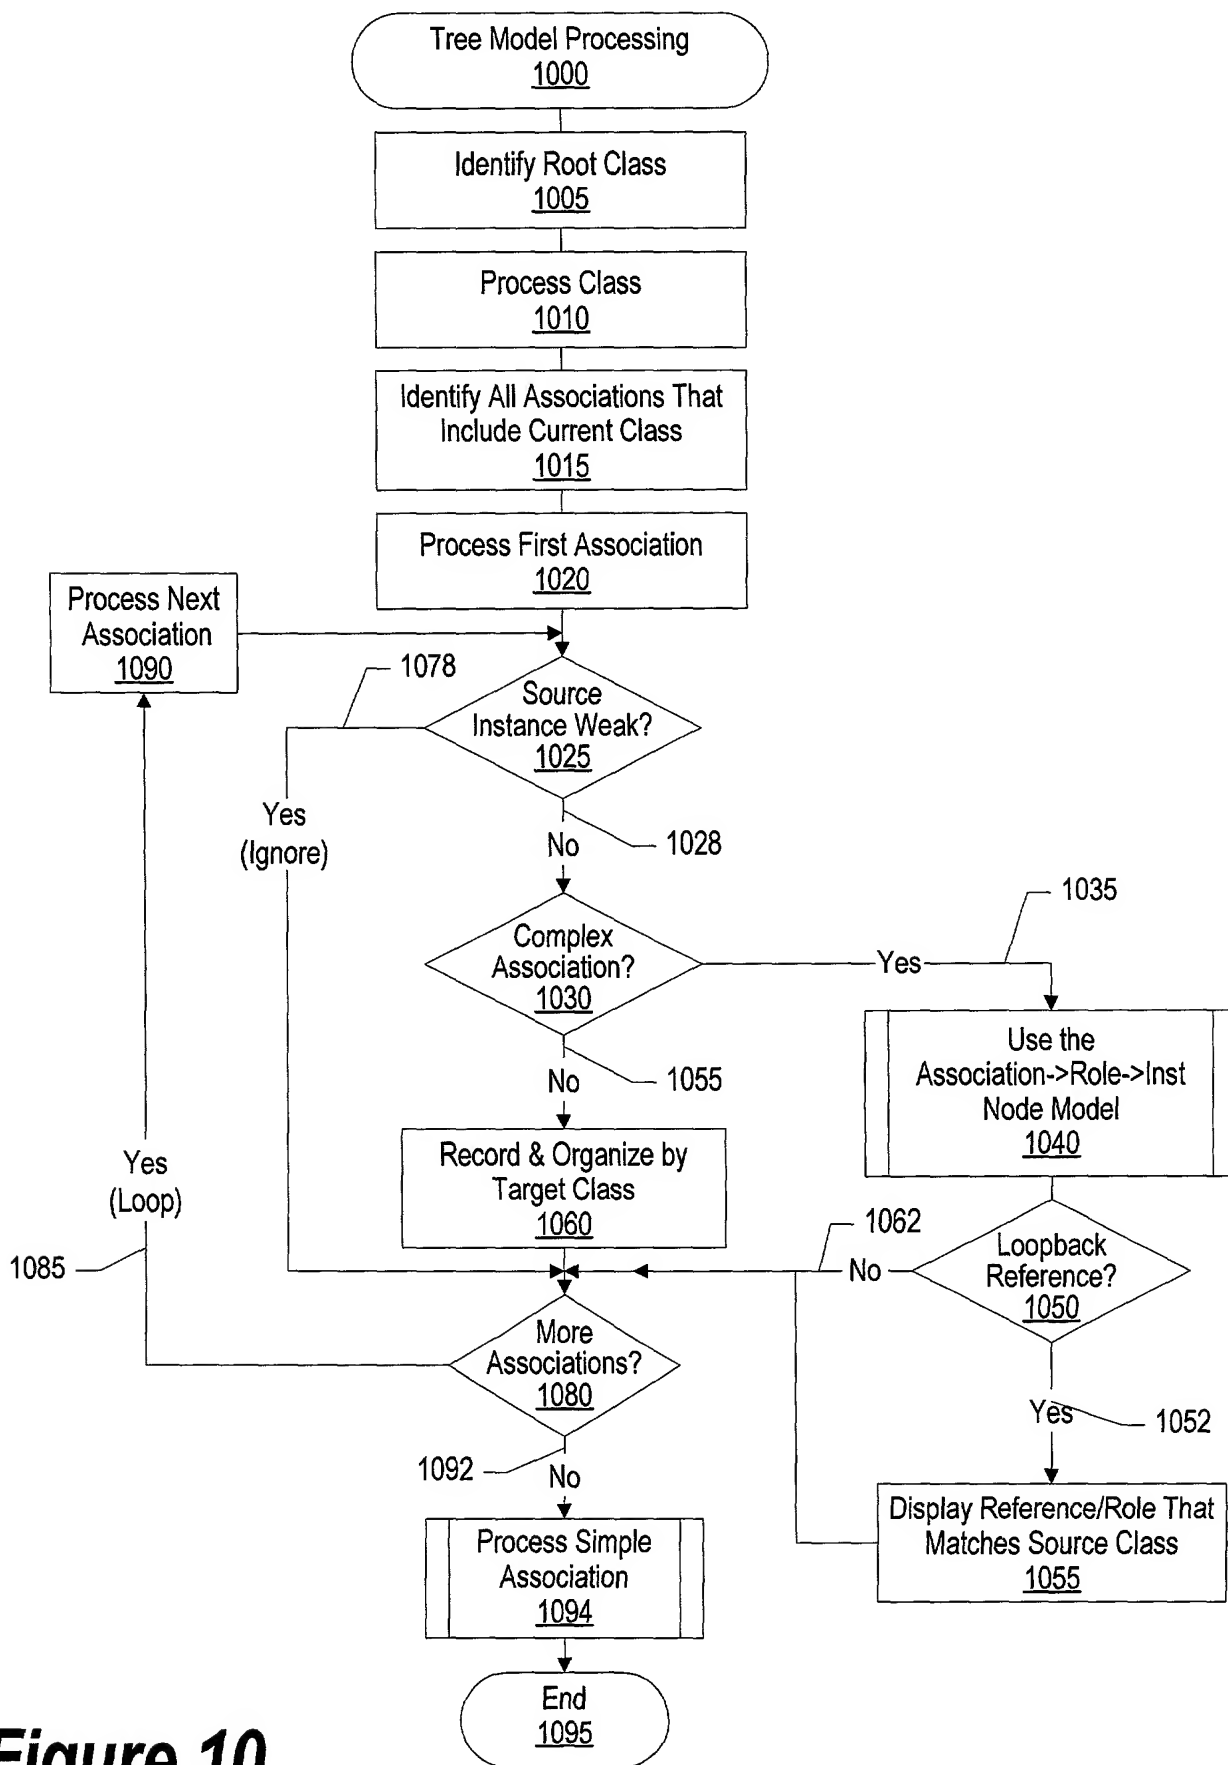 Tree Model Processing
1000
Identify Root Class
1005
Process Class
1010
Identify All Associations That
Include Current Class
1015
Process First Association
1020
Process Next
Association
1090
1078
Source
Instance Weak?
1025
Yes
(Ignore)
No
1028
Complex
Association?
1030
Yes
1035
No
1055
Use the
Association->Role->Inst
Node Model
1040
Record & Organize by
Target Class
1060
Yes
(Loop)
1085
1062
No
Loopback
Reference?
1050
More
Associations?
1080
Yes
1052
1092
No
Display Reference/Role That
Matches Source Class
1055
Process Simple
Association
1094
End
1095
Figure 10